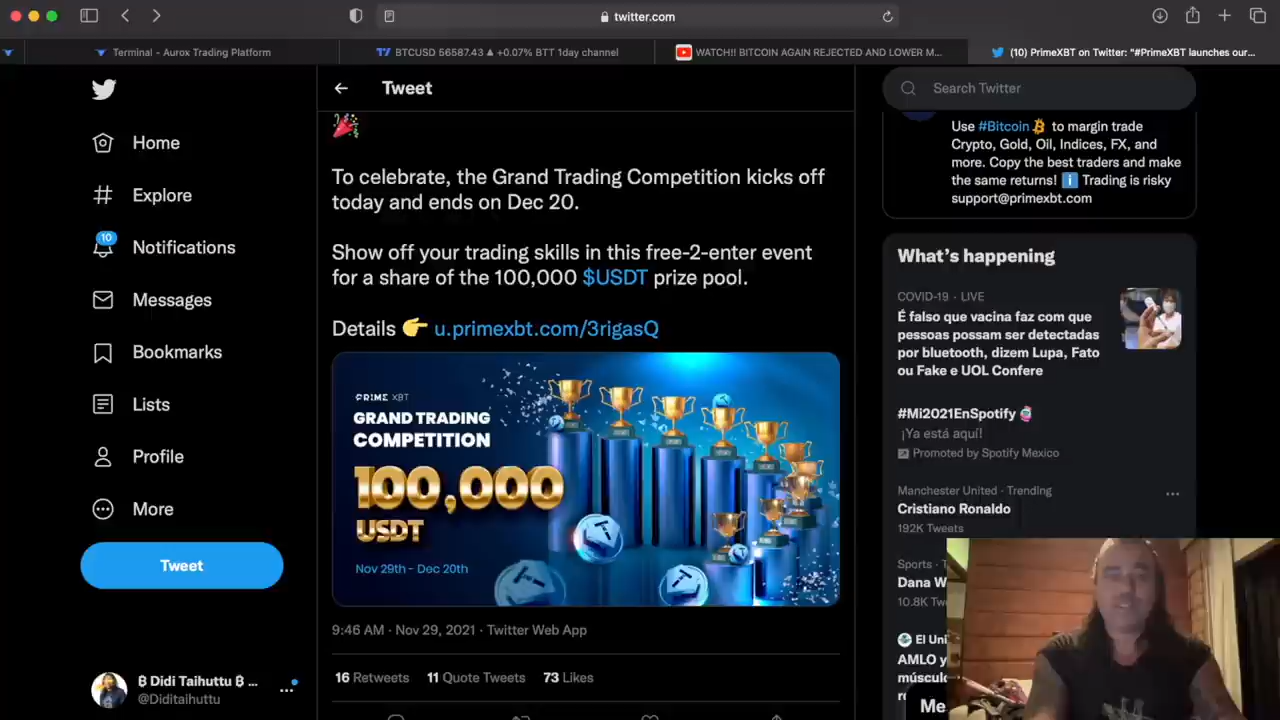 twitter.com
Terminal - Aurox Trading Platform
BTCUSD 56587.43 ▲ +0.07% BTT 1day channel
WATCH!! BITCOIN AGAIN REJECTED AND LOWER M...
(10) PrimeXBT on Twitter: "#PrimeXBT launches our...
Home
Explore
10
Notifications
Messages
Bookmarks
Lists
Profile
More
Tweet
₿ Didi Taihuttu ₿ ...
@Diditaihuttu
Tweet
To celebrate, the Grand Trading Competition kicks off
today and ends on Dec 20.
Show off your trading skills in this free-2-enter event
for a share of the 100,000 $USDT prize pool.
Details 👉 u.primexbt.com/3rigasQ
PRIME XBT
GRAND TRADING
COMPETITION
100,000
USDT
Nov 29th - Dec 20th
9:46 AM · Nov 29, 2021 · Twitter Web App
16 Retweets 11 Quote Tweets 73 Likes
Search Twitter
Use #Bitcoin to margin trade
Crypto, Gold, Oil, Indices, FX, and
more. Copy the best traders and make
the same returns! ℹ️ Trading is risky
support@primexbt.com
What's happening
COVID-19 · LIVE
É falso que vacina faz com que
pessoas possam ser detectadas
por bluetooth, dizem Lupa, Fato
ou Fake e UOL Confere
#Mi2021EnSpotify
¡Ya está aquí!
Promoted by Spotify Mexico
Manchester United · Trending
Cristiano Ronaldo
192K Tweets
Sports ·
Dana W
10.8K Tw
El Uni
AMLO y
músculo
Me